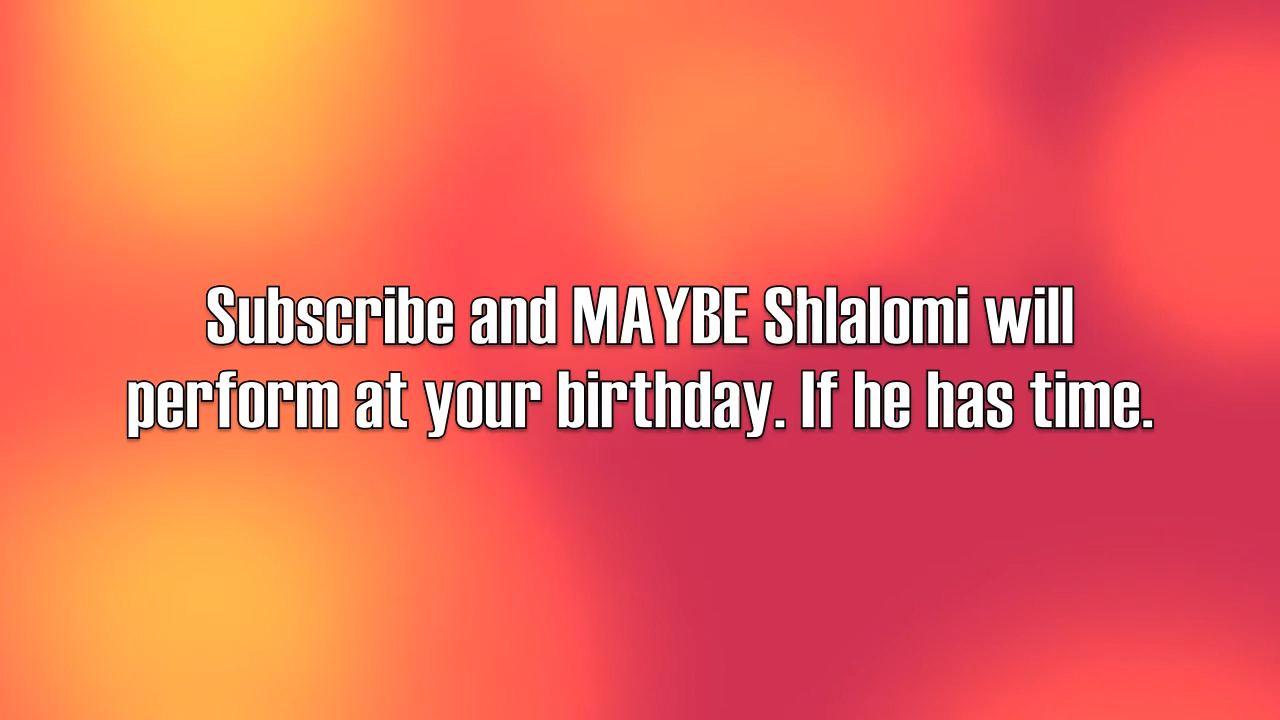 Subscribe and MAYBE Shlalomi will
perform at your birthday. If he has time.